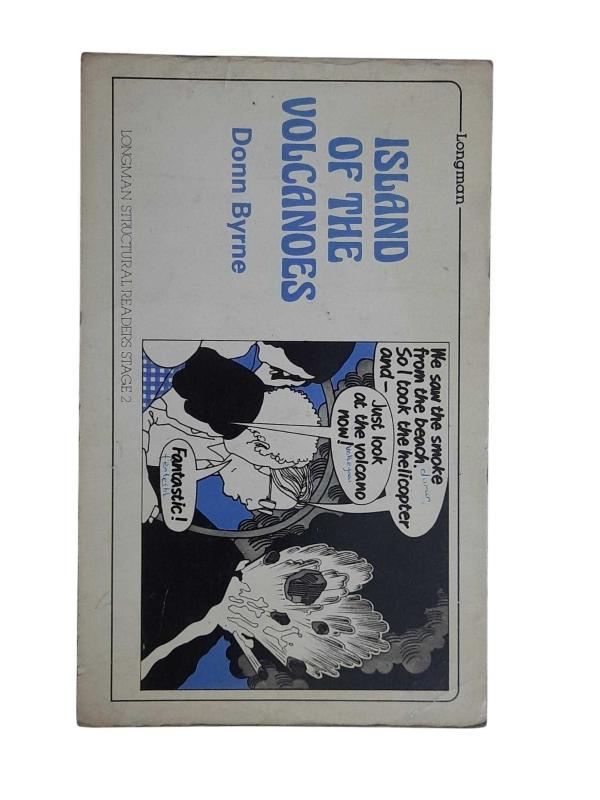 Longman
ISLAND
OF THE
VOLCANOES
Donn Byrne
We saw the smoke
from the beach.
So I took the helicopter
and—
Just look
at the volcano
now!
Fantastic!
LONGMAN STRUCTURAL READERS STAGE 2